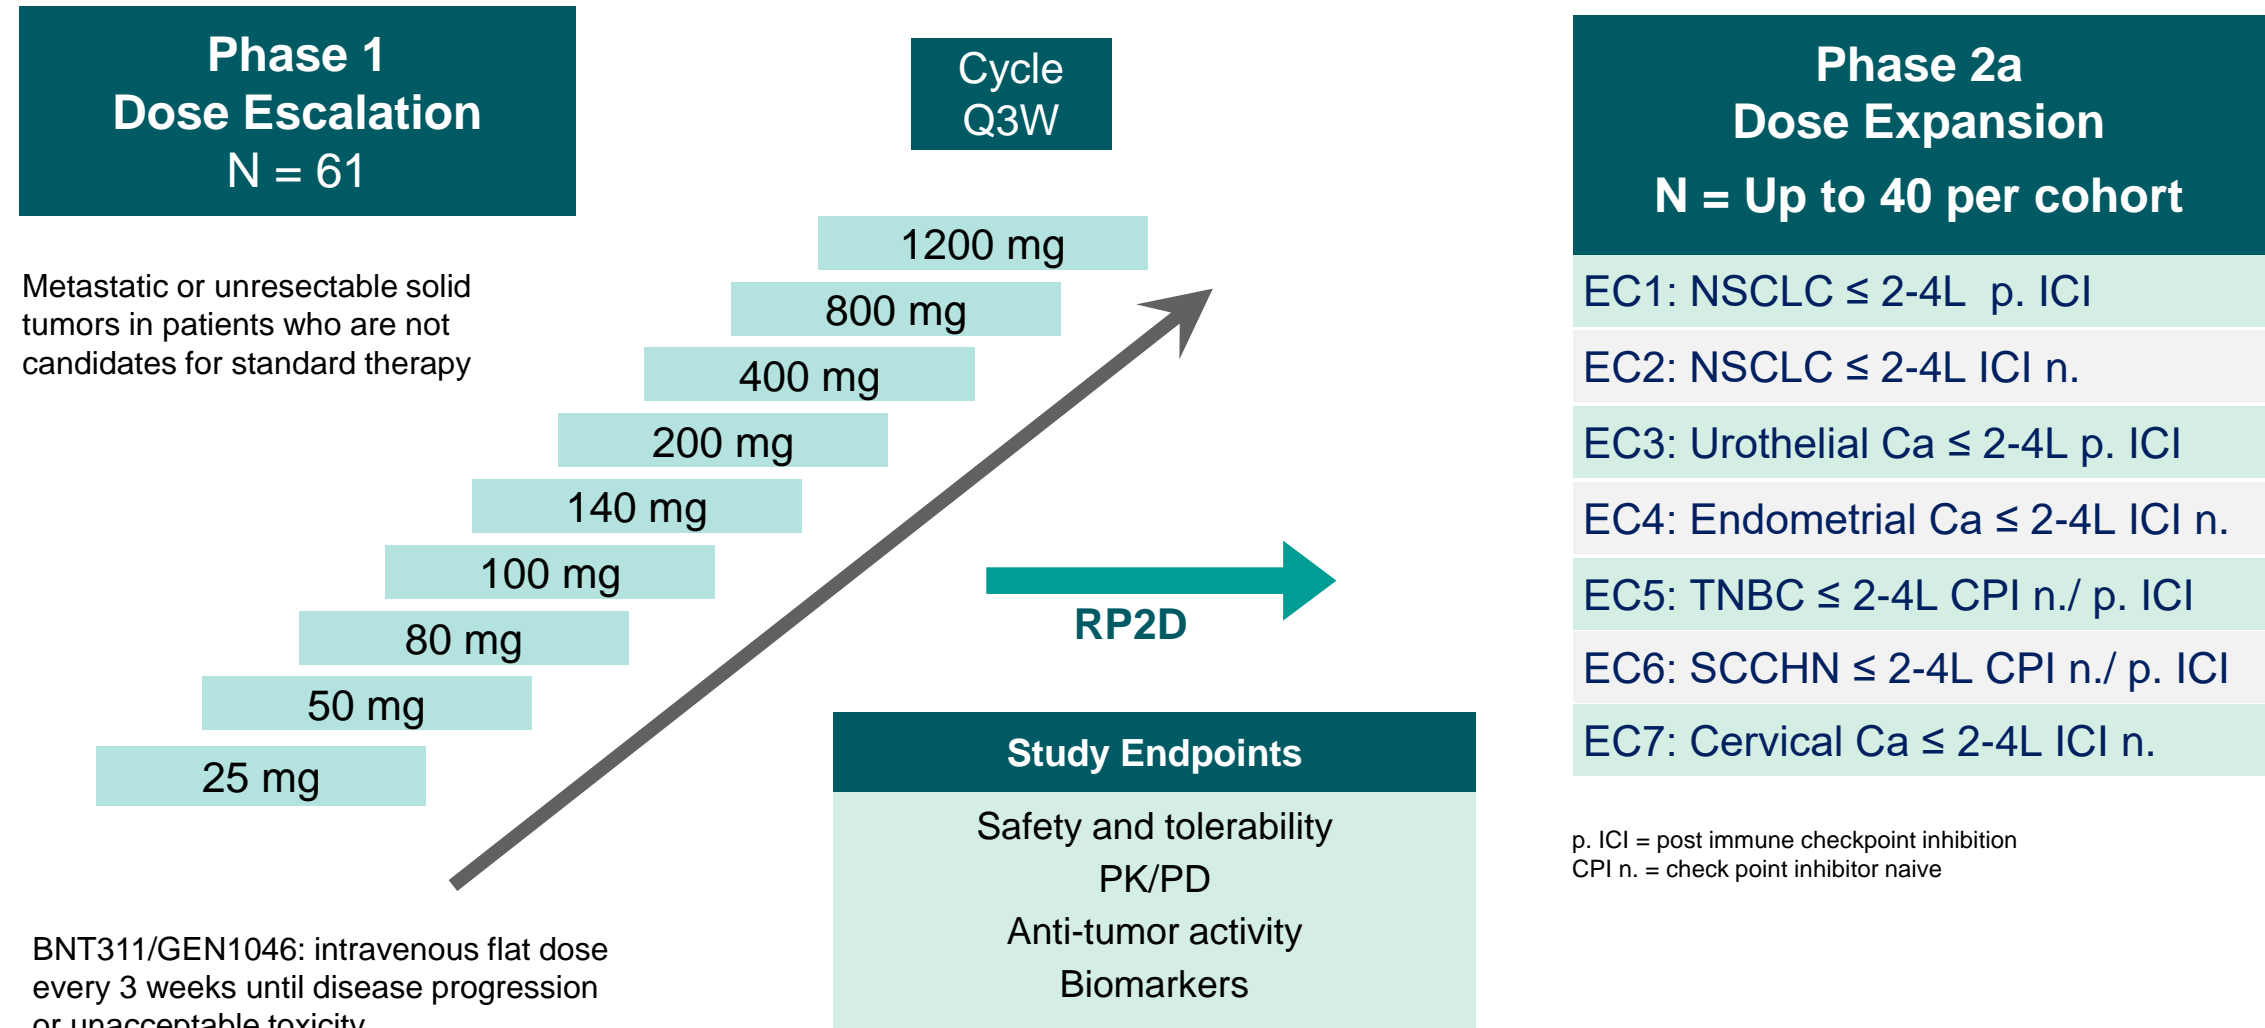 Phase 1
Dose Escalation
N = 61
Metastatic or unresectable solid
tumors in patients who are not
candidates for standard therapy
Cycle
Q3W
1200 mg
800 mg
400 mg
200 mg
140 mg
100 mg
80 mg
50 mg
25 mg
BNT311/GEN1046: intravenous flat dose
every 3 weeks until disease progression
or unacceptable toxicity
RP2D
Study Endpoints
Safety and tolerability
PK/PD
Anti-tumor activity
Biomarkers
Phase 2a
Dose Expansion
N = Up to 40 per cohort
EC1: NSCLC ≤ 2-4L  p. ICI
EC2: NSCLC ≤ 2-4L ICI n.
EC3: Urothelial Ca ≤ 2-4L p. ICI
EC4: Endometrial Ca ≤ 2-4L ICI n.
EC5: TNBC ≤ 2-4L CPI n./ p. ICI
EC6: SCCHN ≤ 2-4L CPI n./ p. ICI
EC7: Cervical Ca ≤ 2-4L ICI n.
p. ICI = post immune checkpoint inhibition
CPI n. = check point inhibitor naive